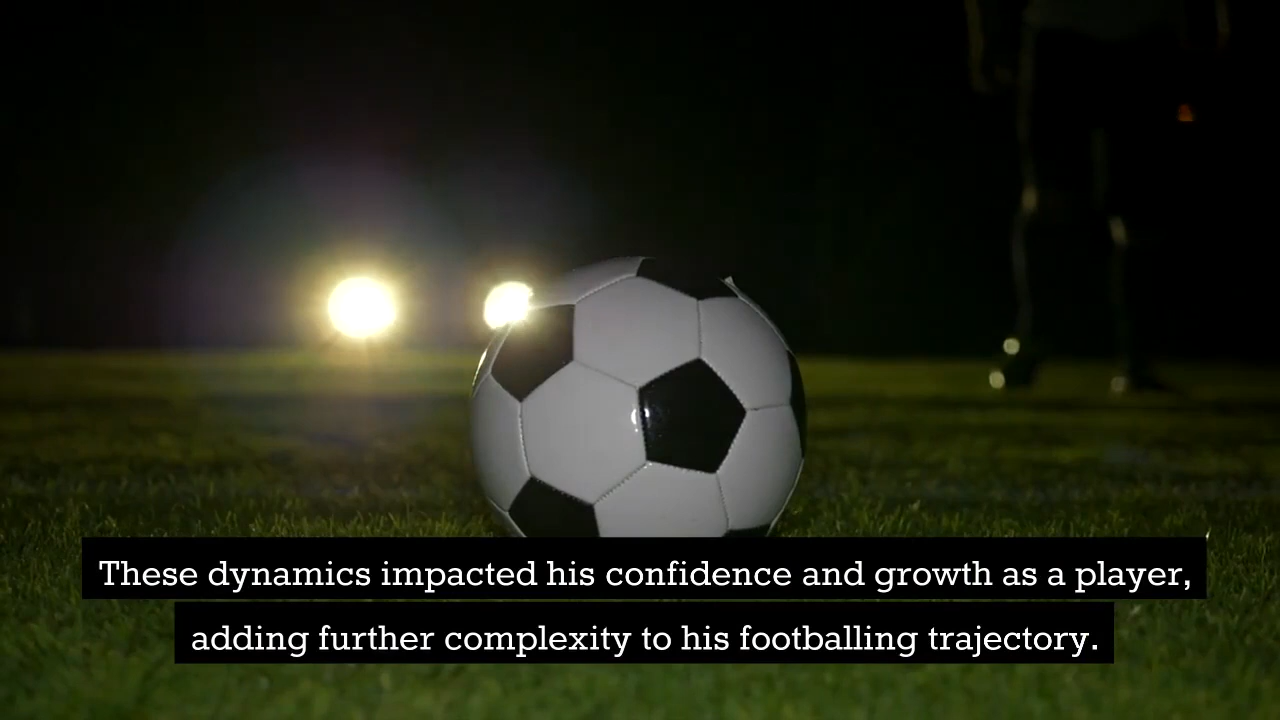 These dynamics impacted his confidence and growth as a player,
adding further complexity to his footballing trajectory.